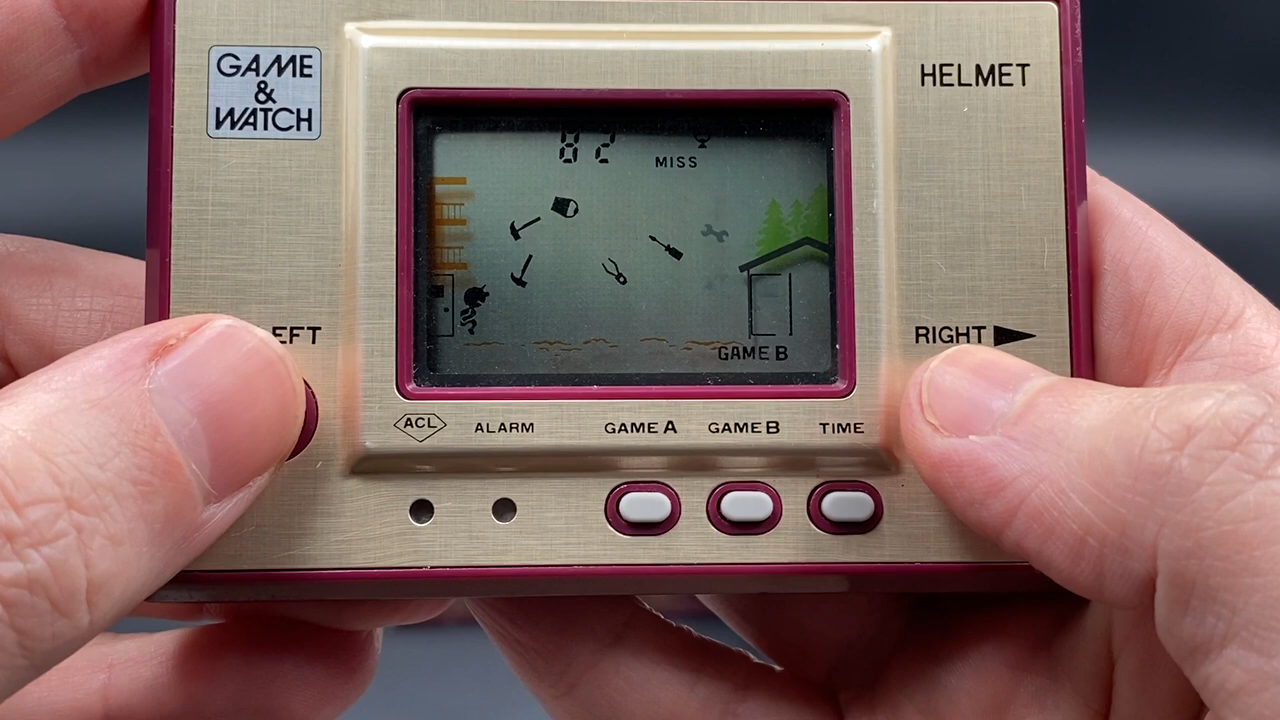 GAME
&
WATCH
HELMET
82
MISS
EFT
RIGHT
GAME B
ACL
ALARM
GAME A
GAME B
TIME